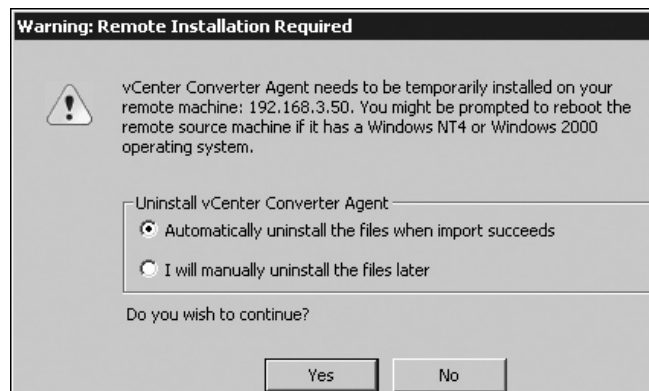 Warning: Remote Installation Required
vCenter Converter Agent needs to be temporarily installed on your
remote machine: 192.168.3.50. You might be prompted to reboot the
remote source machine if it has a Windows NT4 or Windows 2000
operating system.
Uninstall vCenter Converter Agent
Automatically uninstall the files when import succeeds
I will manually uninstall the files later
Do you wish to continue?
Yes No